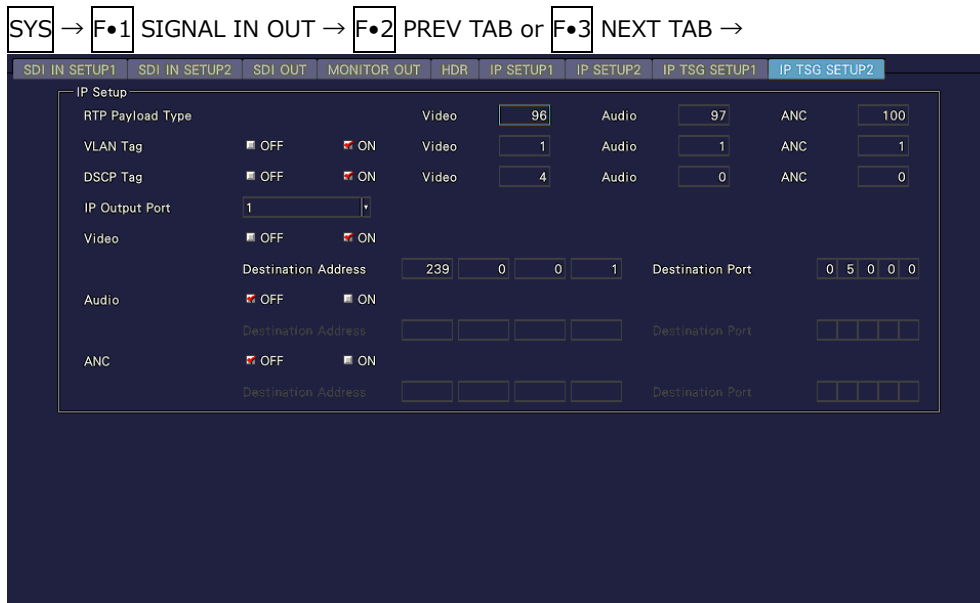 SYS → F•1 SIGNAL IN OUT → F•2 PREV TAB or F•3 NEXT TAB →
SDI IN SETUP1 SDI IN SETUP2 SDI OUT MONITOR OUT HDR IP SETUP1 IP SETUP2 IP TSG SETUP1 IP TSG SETUP2
IP Setup
RTP Payload Type Video 96 Audio 97 ANC 100
VLAN Tag OFF ON Video 1 Audio 1 ANC 1
DSCP Tag OFF ON Video 4 Audio 0 ANC 0
IP Output Port 1
Video OFF ON
Destination Address 239 0 0 1 Destination Port 0 5 0 0 0
Audio OFF ON
Destination Address Destination Port
ANC OFF ON
Destination Address Destination Port